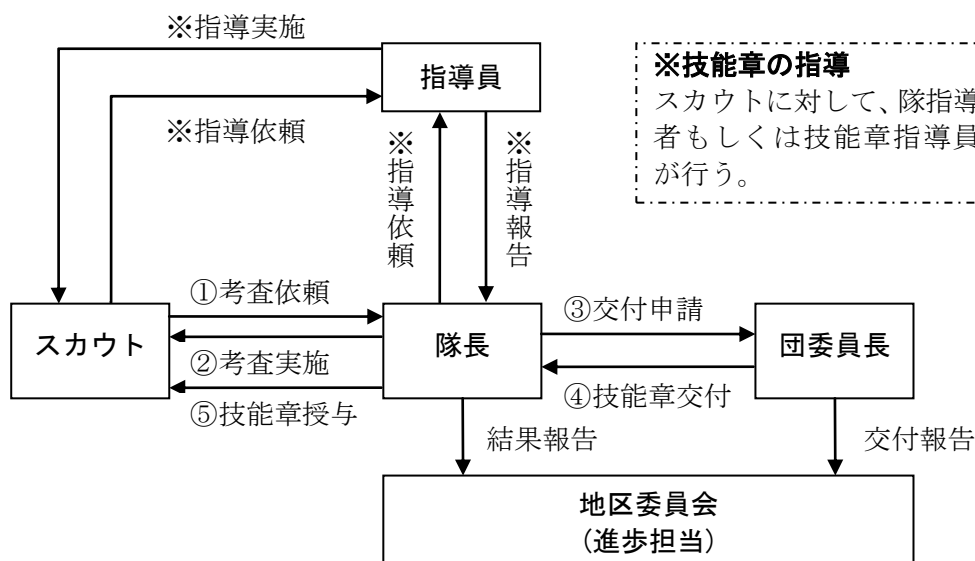 ※指導実施
指導員
※技能章の指導
スカウトに対して、隊指導
者もしくは技能章指導員
が行う。
※指導依頼
※指導依頼
※指導報告
①考査依頼
スカウト
②考査実施
⑤技能章授与
隊長
③交付申請
④技能章交付
団委員長
結果報告
交付報告
地区委員会
(進歩担当)